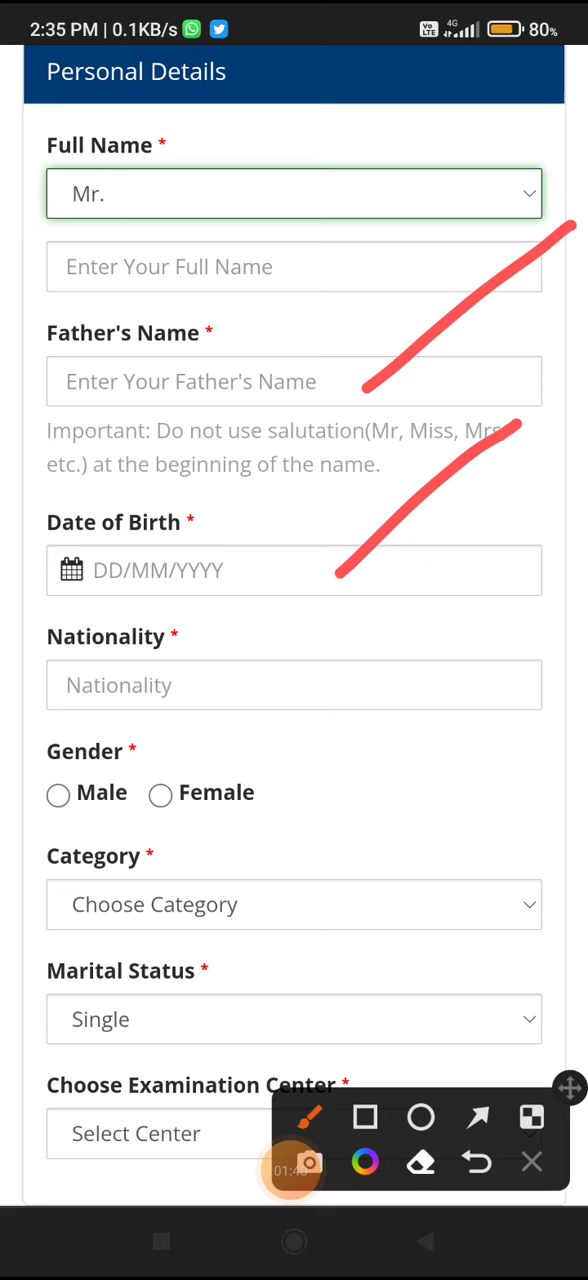 2:35 PM | 0.1KB/s
Vo LTE 4G 80%
Personal Details
Full Name *
Mr.
Enter Your Full Name
Father's Name *
Enter Your Father's Name
Important: Do not use salutation(Mr, Miss, Mrs
etc.) at the beginning of the name.
Date of Birth *
DD/MM/YYYY
Nationality *
Nationality
Gender *
Male Female
Category *
Choose Category
Marital Status *
Single
Choose Examination Center *
Select Center